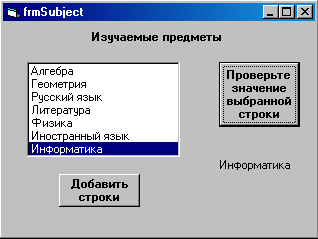 frmSubject
Изучаемые предметы
Алгебра
Геометрия
Русский язык
Литература
Физика
Иностранный язык
Информатика
Проверьте
значение
выбранной
строки
Информатика
Добавить
строки